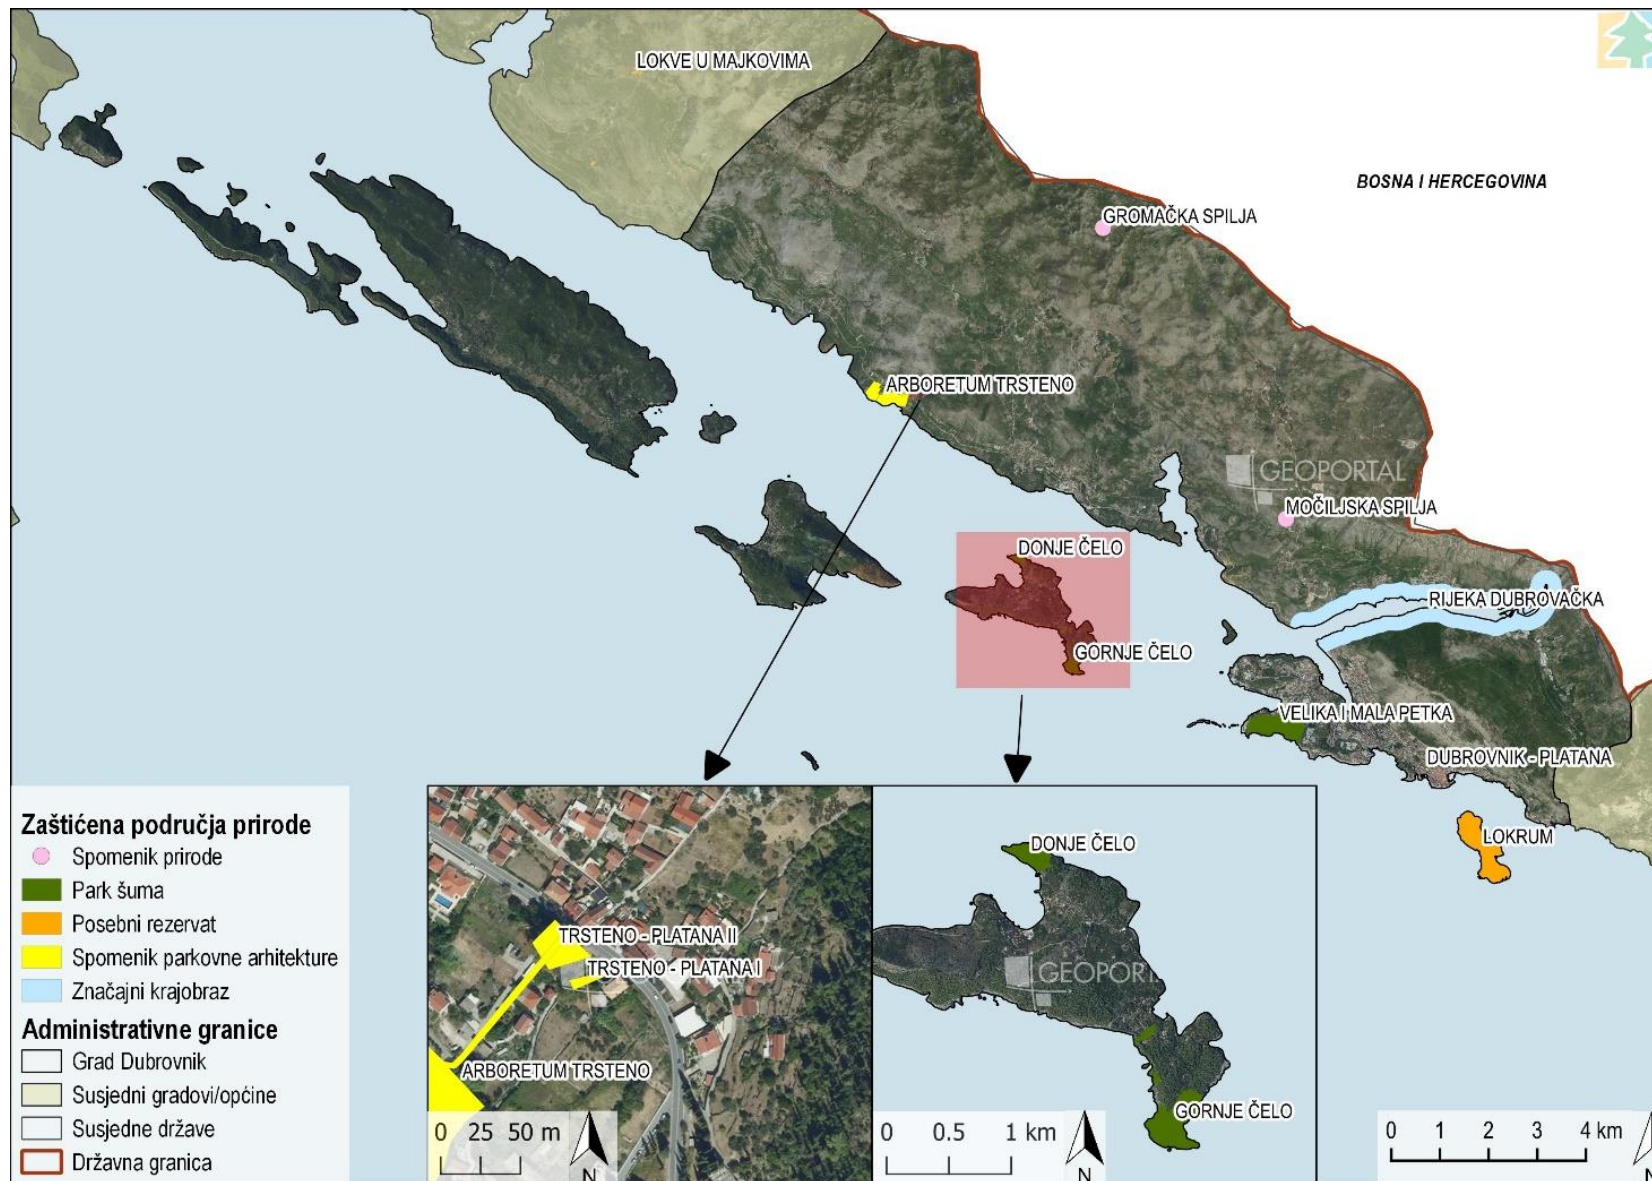 LOKVE U MAJKOVIMA
BOSNA I HERCEGOVINA
GROMAČKA SPILJA
ARBORETUM TRSTENO
GEOPORTAL
MOČILJSKA SPILJA
DONJE ČELO
RIJEKA DUBROVAČKA
GORNJE ČELO
VELIKA I MALA PETKA
DUBROVNIK - PLATANA
LOKRUM
Zaštićena područja prirode
Spomenik prirode
Park šuma
Posebni rezervat
Spomenik parkovne arhitekture
Značajni krajobraz
Administrativne granice
Grad Dubrovnik
Susjedni gradovi/općine
Susjedne države
Državna granica
TRSTENO - PLATANA II
TRSTENO - PLATANA I
ARBORETUM TRSTENO
0 25 50 m
N
DONJE ČELO
GEOPORT
GORNJE ČELO
0 0.5 1 km
N
0 1 2 3 4 km
N